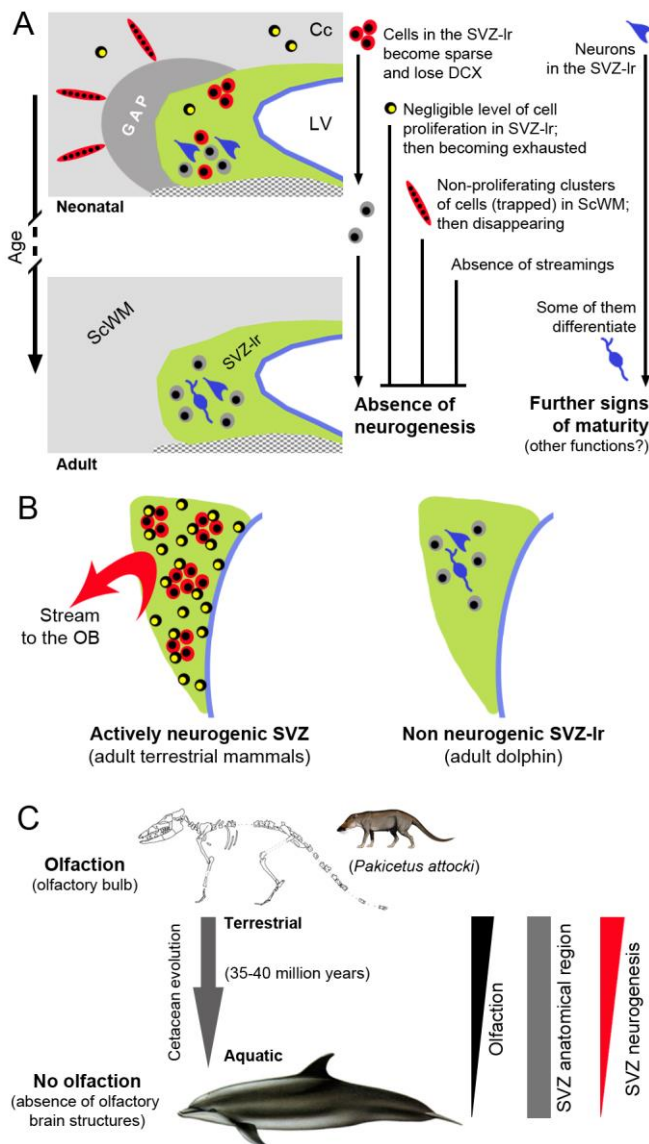 A
Cc
GAP
LV
Neonatal
Age
ScWM
SVZ-lr
Adult
Cells in the SVZ-lr
become sparse
and lose DCX
Neurons
in the SVZ-lr
Negligible level of cell
proliferation in SVZ-lr;
then becoming exhausted
Non-proliferating clusters
of cells (trapped) in ScWM;
then disappearing
Absence of streamings
Some of them
differentiate
Absence of
neurogenesis
Further signs
of maturity
(other functions?)
B
Stream
to the OB
Actively neurogenic SVZ
(adult terrestrial mammals)
Non neurogenic SVZ-lr
(adult dolphin)
C
Olfaction
(olfactory bulb)
(Pakicetus attocki)
Terrestrial
Cetacean evolution
(35-40 million years)
Aquatic
No olfaction
(absence of olfactory
brain structures)
Olfaction
SVZ anatomical region
SVZ neurogenesis